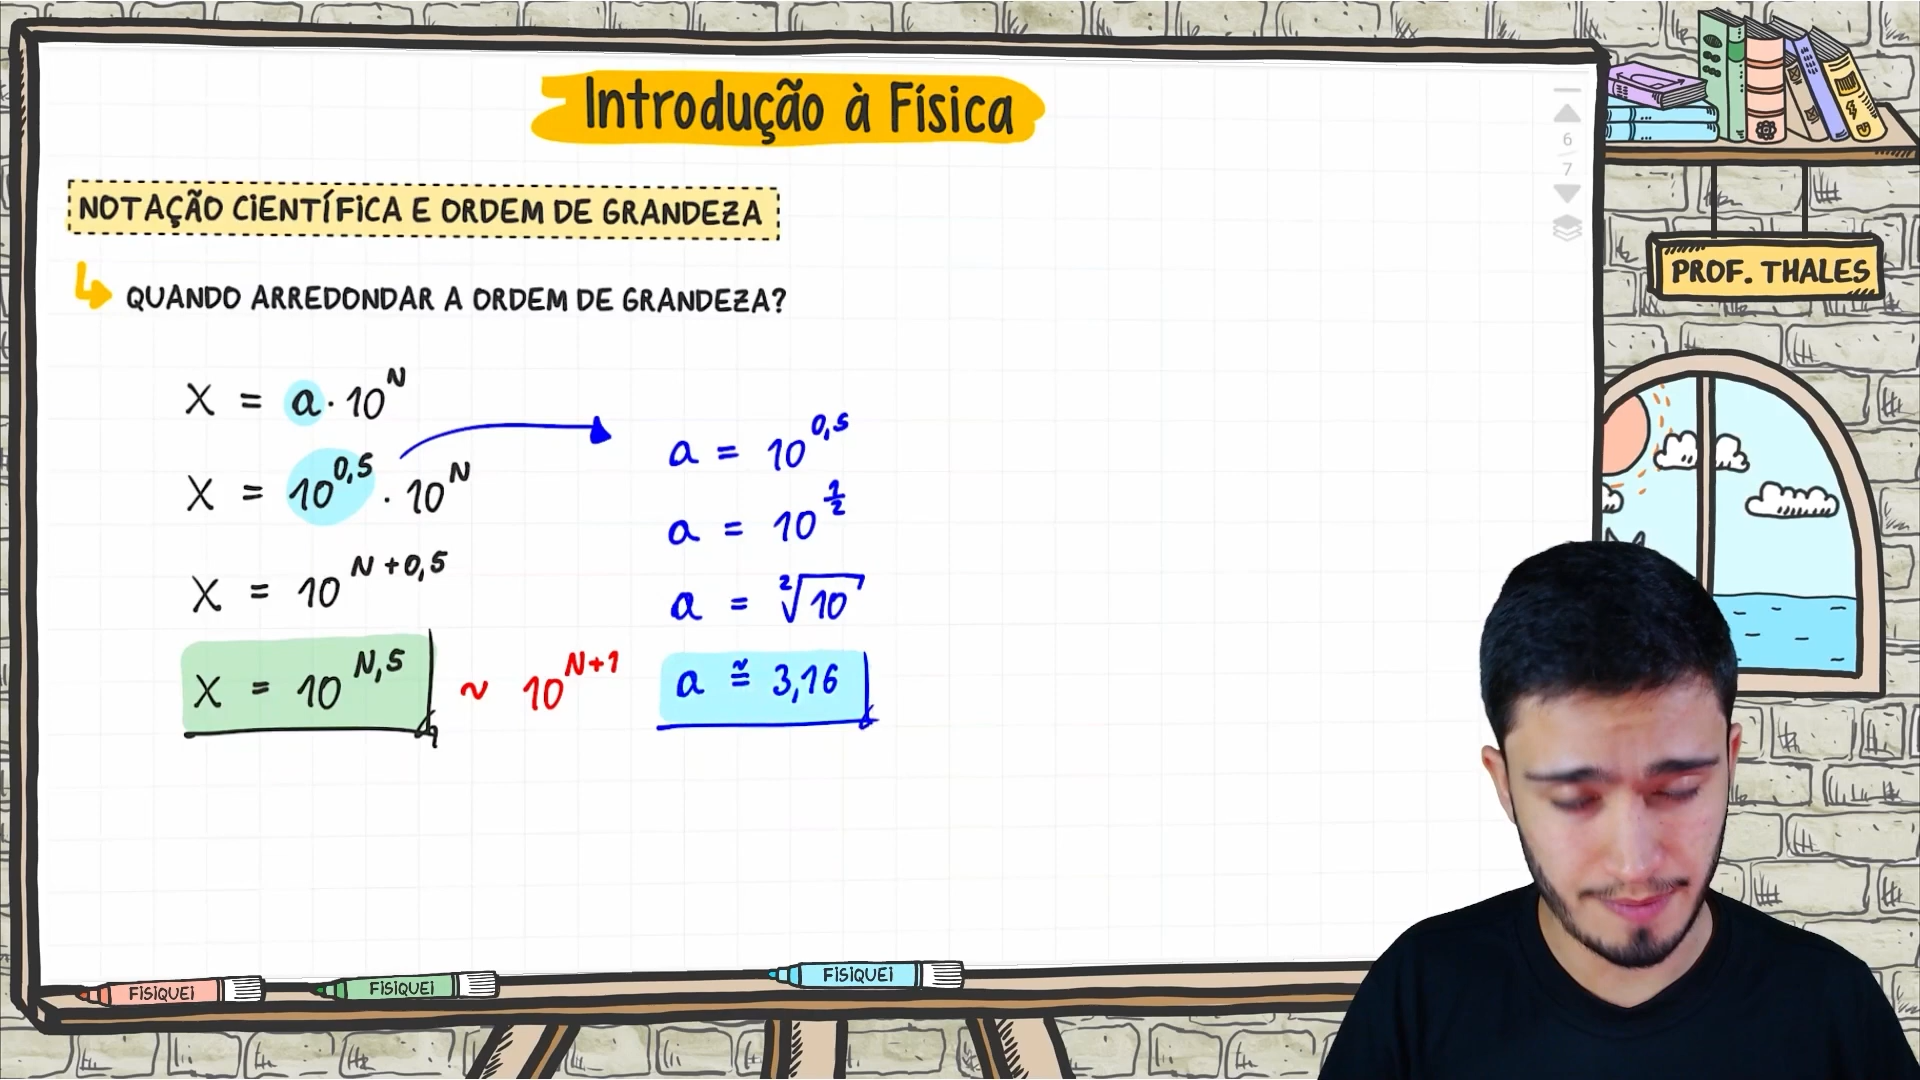 Introdução à Física
6
7
NOTAÇÃO CIENTÍFICA E ORDEM DE GRANDEZA
PROF. THALES
QUANDO ARREDONDAR A ORDEM DE GRANDEZA?
X = a · 10^N
X = 10^0,5 · 10^N
X = 10^N+0,5
X = 10^N,5 ~ 10^N+1
a = 10^0,5
a = 10^1/2
a = ²√10
a ≅ 3,16
FISIQUEI
FISIQUEI
FISIQUEI